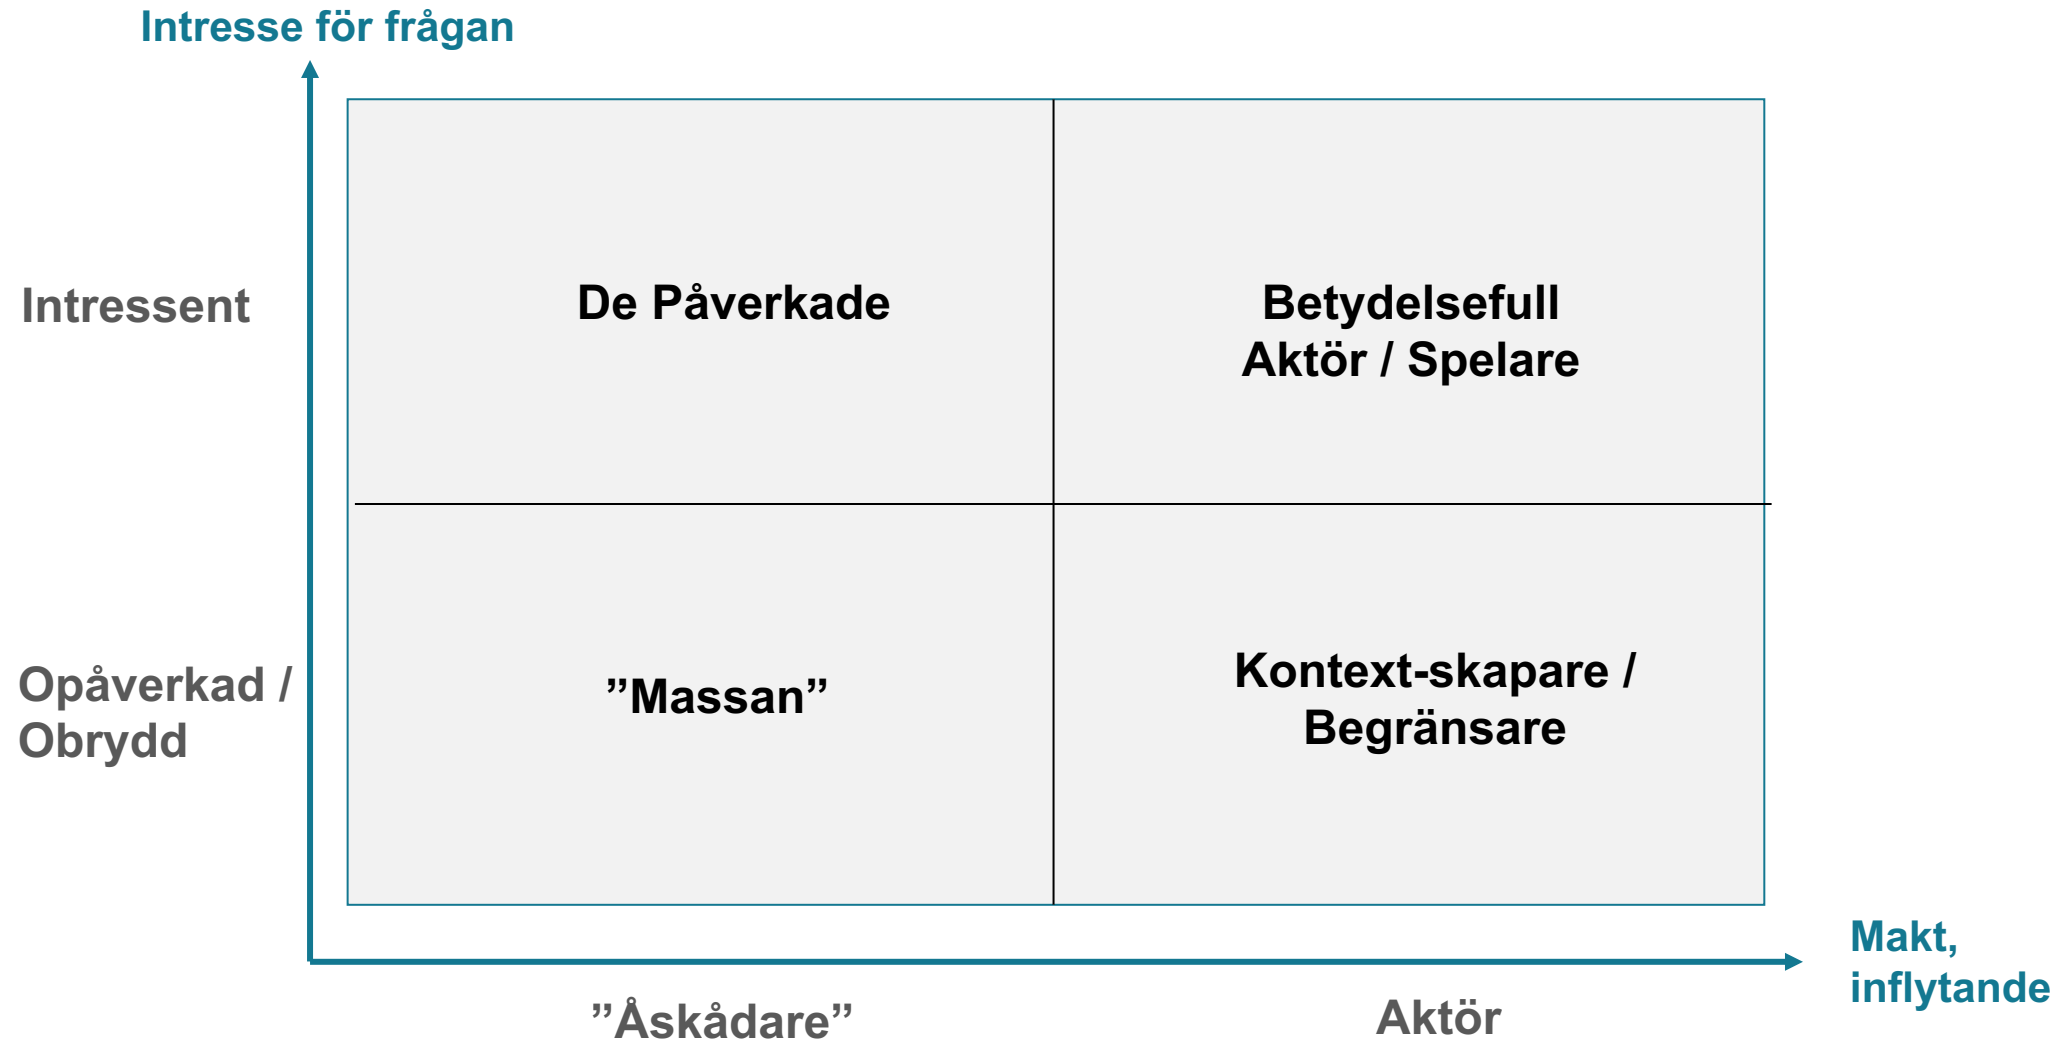 Intresse för frågan
Intressent
De Påverkade
Betydelsefull
Aktör / Spelare
Opåverkad /
Obrydd
”Massan”
Kontext-skapare /
Begränsare
Makt,
inflytande
”Åskådare”
Aktör